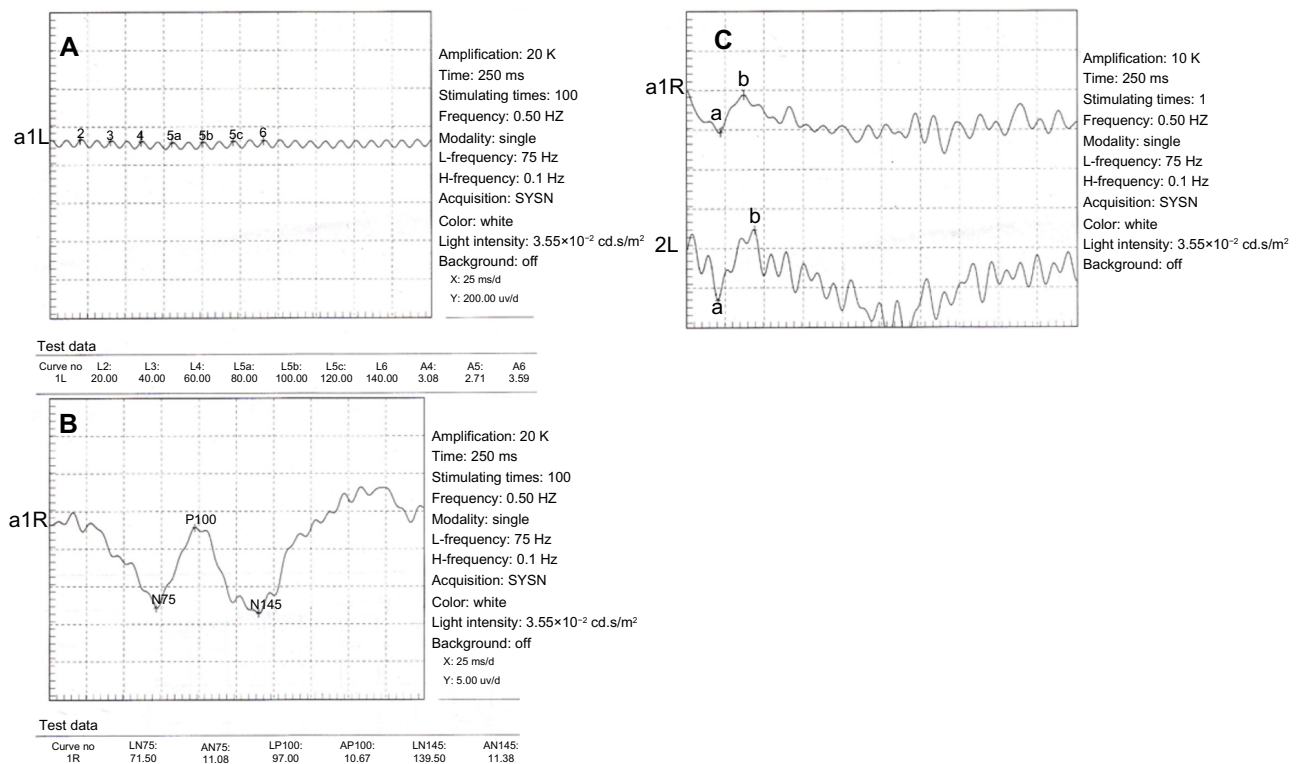 A
a1L
2 3 4 5a 5b 5c 6
Amplification: 20 K
Time: 250 ms
Stimulating times: 100
Frequency: 0.50 HZ
Modality: single
L-frequency: 75 Hz
H-frequency: 0.1 Hz
Acquisition: SYSN
Color: white
Light intensity: 3.55×10⁻² cd.s/m²
Background: off
X: 25 ms/d
Y: 200.00 uv/d
Test data
Curve no L2: L3: L4: L5a: L5b: L5c: L6 A4: A5: A6
1L 20.00 40.00 60.00 80.00 100.00 120.00 140.00 3.08 2.71 3.59
B
a1R
P100
N75
N145
Amplification: 20 K
Time: 250 ms
Stimulating times: 100
Frequency: 0.50 HZ
Modality: single
L-frequency: 75 Hz
H-frequency: 0.1 Hz
Acquisition: SYSN
Color: white
Light intensity: 3.55×10⁻² cd.s/m²
Background: off
X: 25 ms/d
Y: 5.00 uv/d
Test data
Curve no LN75: AN75: LP100: AP100: LN145: AN145:
1R 71.50 11.08 97.00 10.67 139.50 11.38
C
a1R
a
b
2L
b
a
Amplification: 10 K
Time: 250 ms
Stimulating times: 1
Frequency: 0.50 HZ
Modality: single
L-frequency: 75 Hz
H-frequency: 0.1 Hz
Acquisition: SYSN
Color: white
Light intensity: 3.55×10⁻² cd.s/m²
Background: off